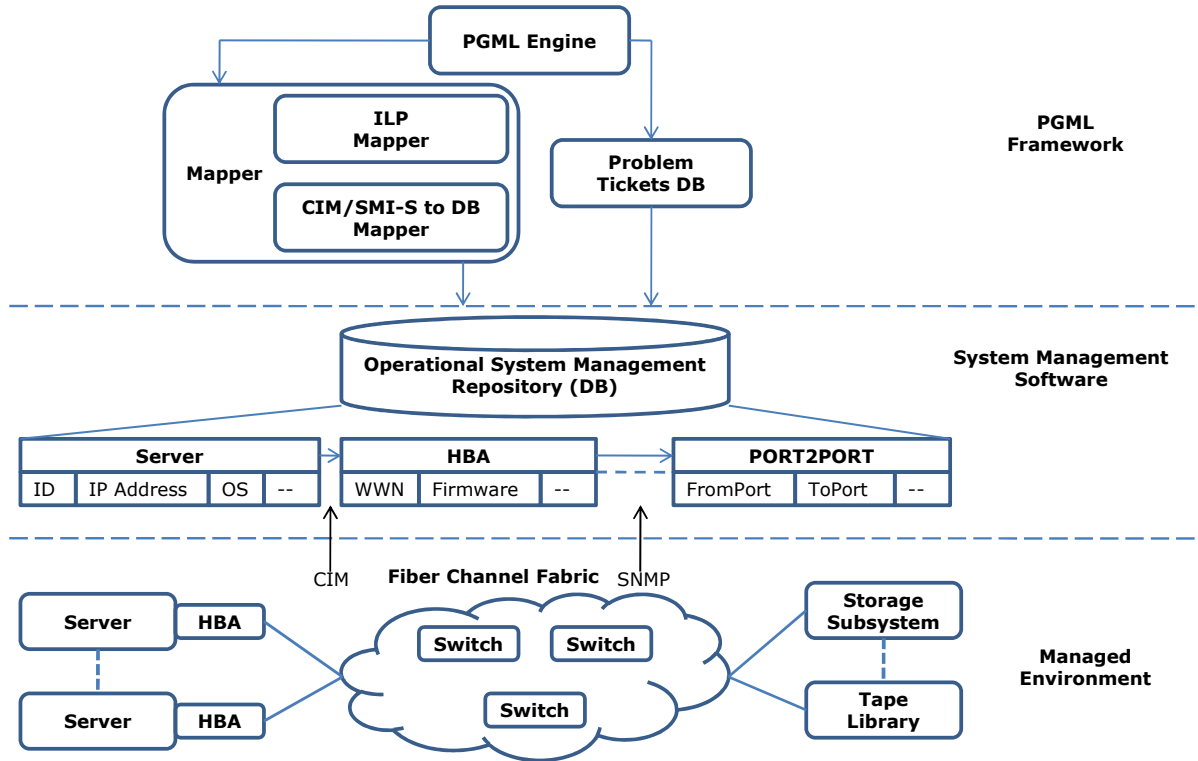 PGML Engine
ILP
Mapper
Mapper
CIM/SMI-S to DB
Mapper
Problem
Tickets DB
PGML
Framework
Operational System Management
Repository (DB)
System Management
Software
Server
ID IP Address OS --
HBA
WWN Firmware --
PORT2PORT
FromPort ToPort --
CIM
Fiber Channel Fabric
SNMP
Server HBA
Server HBA
Switch Switch
Switch
Storage
Subsystem
Tape
Library
Managed
Environment